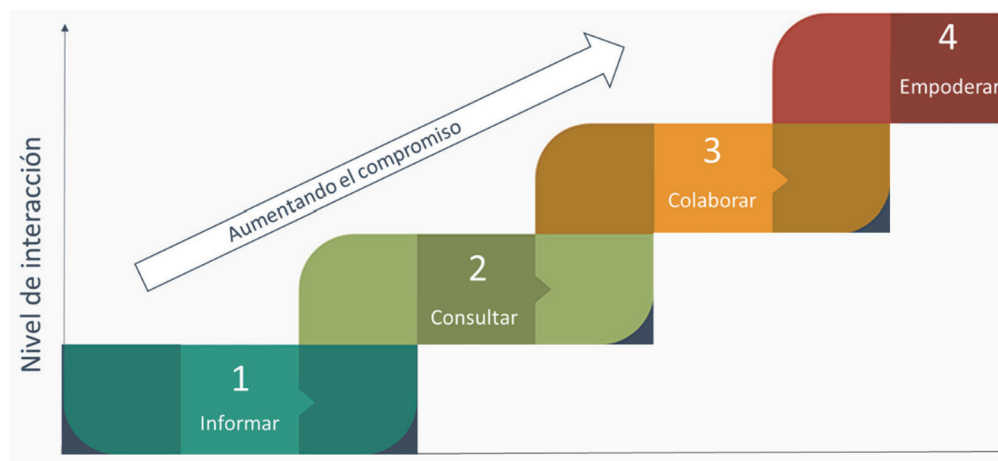 Nivel de interacción
Aumentando el compromiso
1
Informar
2
Consultar
3
Colaborar
4
Empoderar